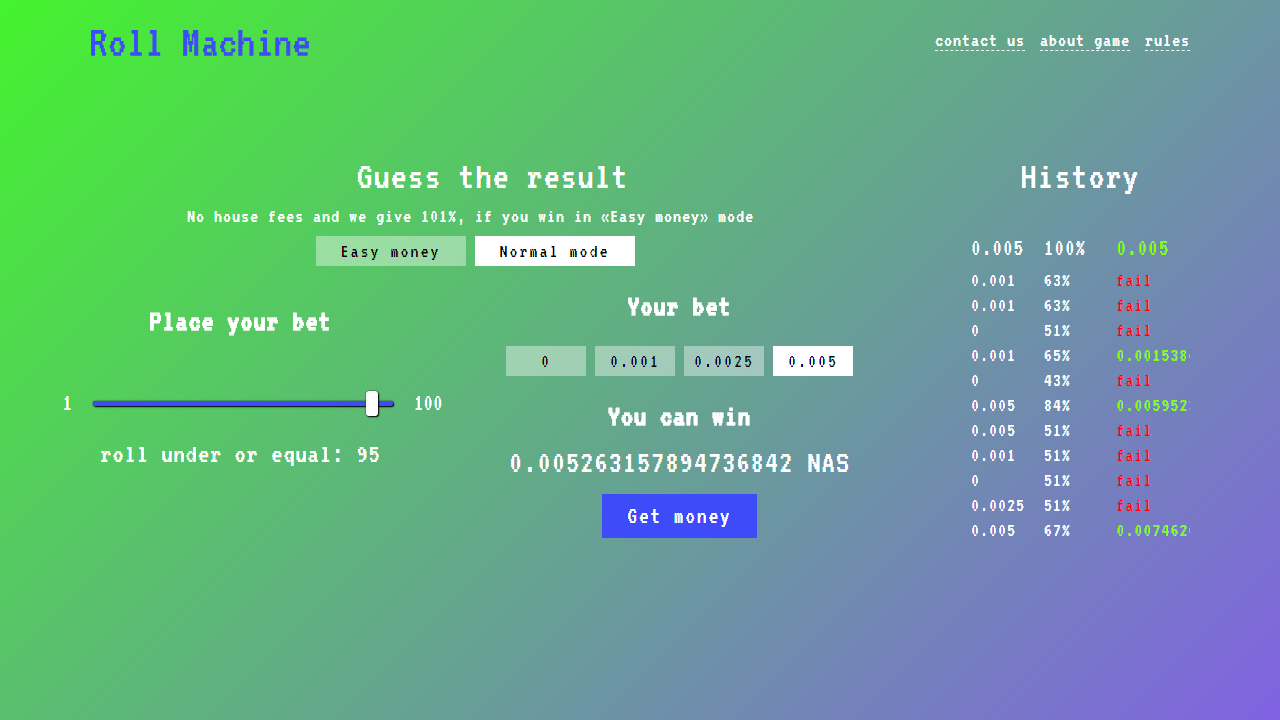 Roll Machine
contact us about game rules
Guess the result
No house fees and we give 101%, if you win in «Easy money» mode
Easy money Normal mode
Place your bet
1 100
roll under or equal: 95
Your bet
0 0.001 0.0025 0.005
You can win
0.005263157894736842 NAS
Get money
History
0.005 100% 0.005
0.001 63% fail
0.001 63% fail
0 51% fail
0.001 65% 0.001538
0 43% fail
0.005 84% 0.005952
0.005 51% fail
0.001 51% fail
0 51% fail
0.0025 51% fail
0.005 67% 0.007462